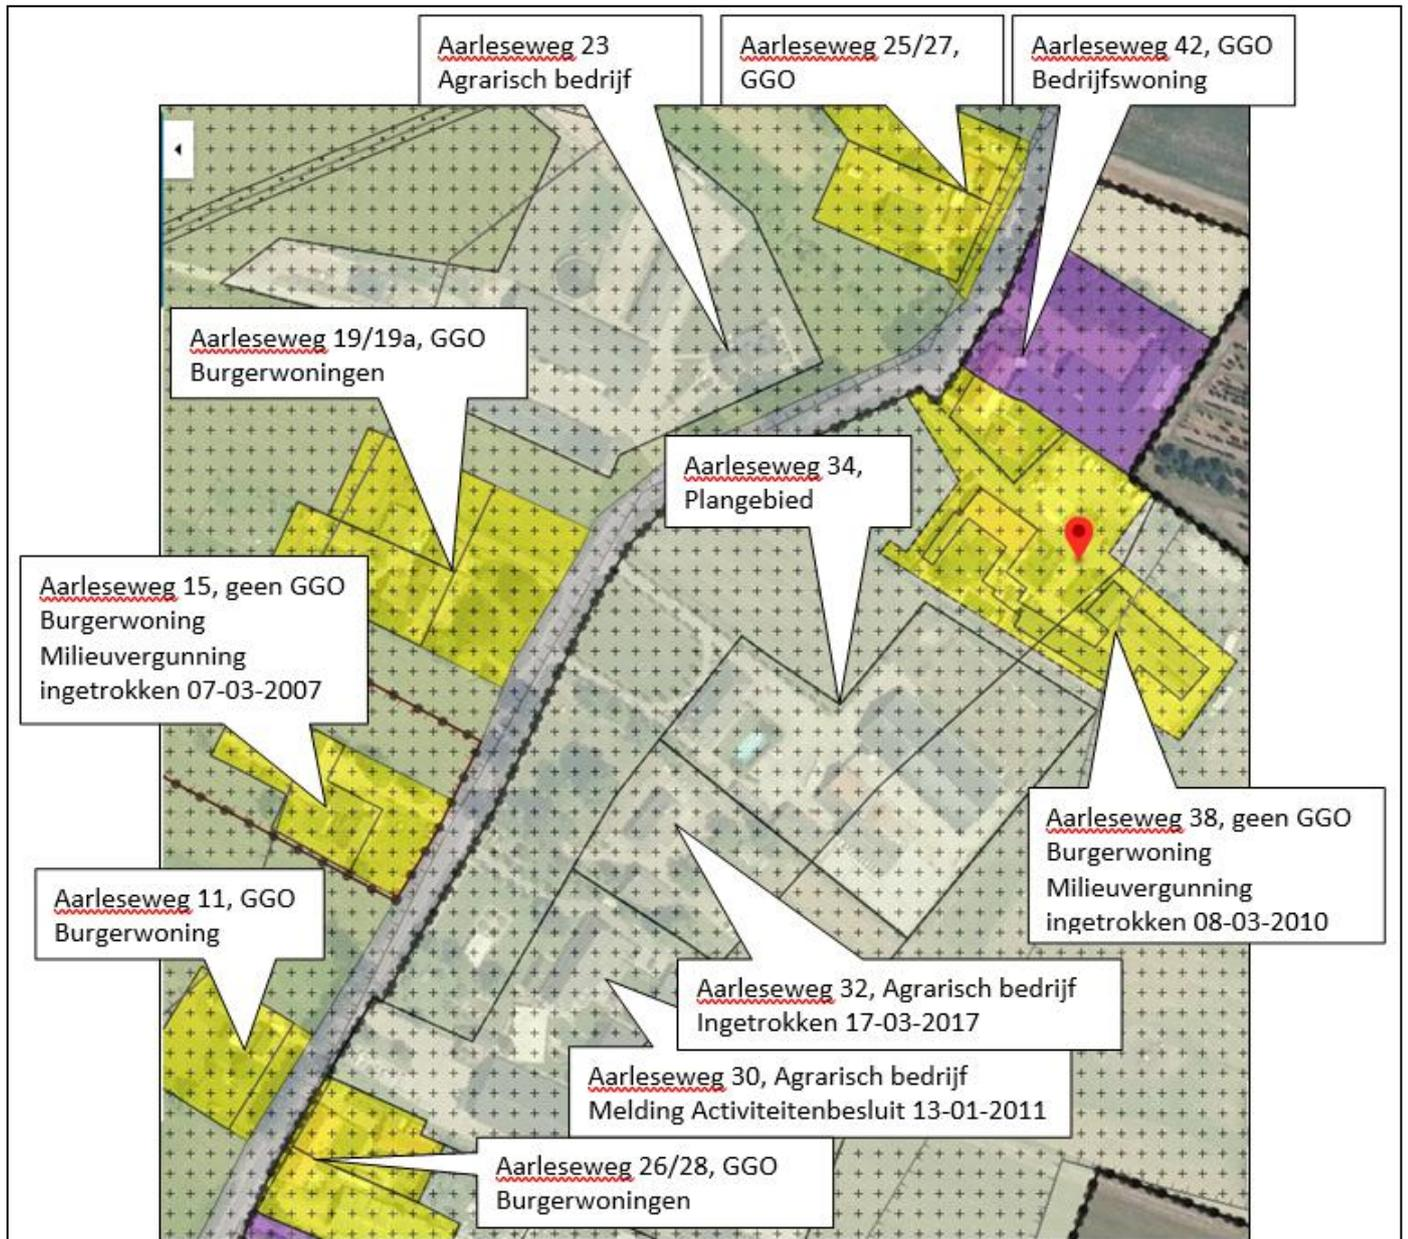 Aarleseweg 23
Agrarisch bedrijf
Aarleseweg 25/27,
GGO
Aarleseweg 42, GGO
Bedrijfswoning
Aarleseweg 19/19a, GGO
Burgerwoningen
Aarleseweg 34,
Plangebied
Aarleseweg 15, geen GGO
Burgerwoning
Milieuvergunning
ingetrokken 07-03-2007
Aarleseweg 38, geen GGO
Burgerwoning
Milieuvergunning
ingetrokken 08-03-2010
Aarleseweg 11, GGO
Burgerwoning
Aarleseweg 32, Agrarisch bedrijf
Ingetrokken 17-03-2017
Aarleseweg 30, Agrarisch bedrijf
Melding Activiteitenbesluit 13-01-2011
Aarleseweg 26/28, GGO
Burgerwoningen